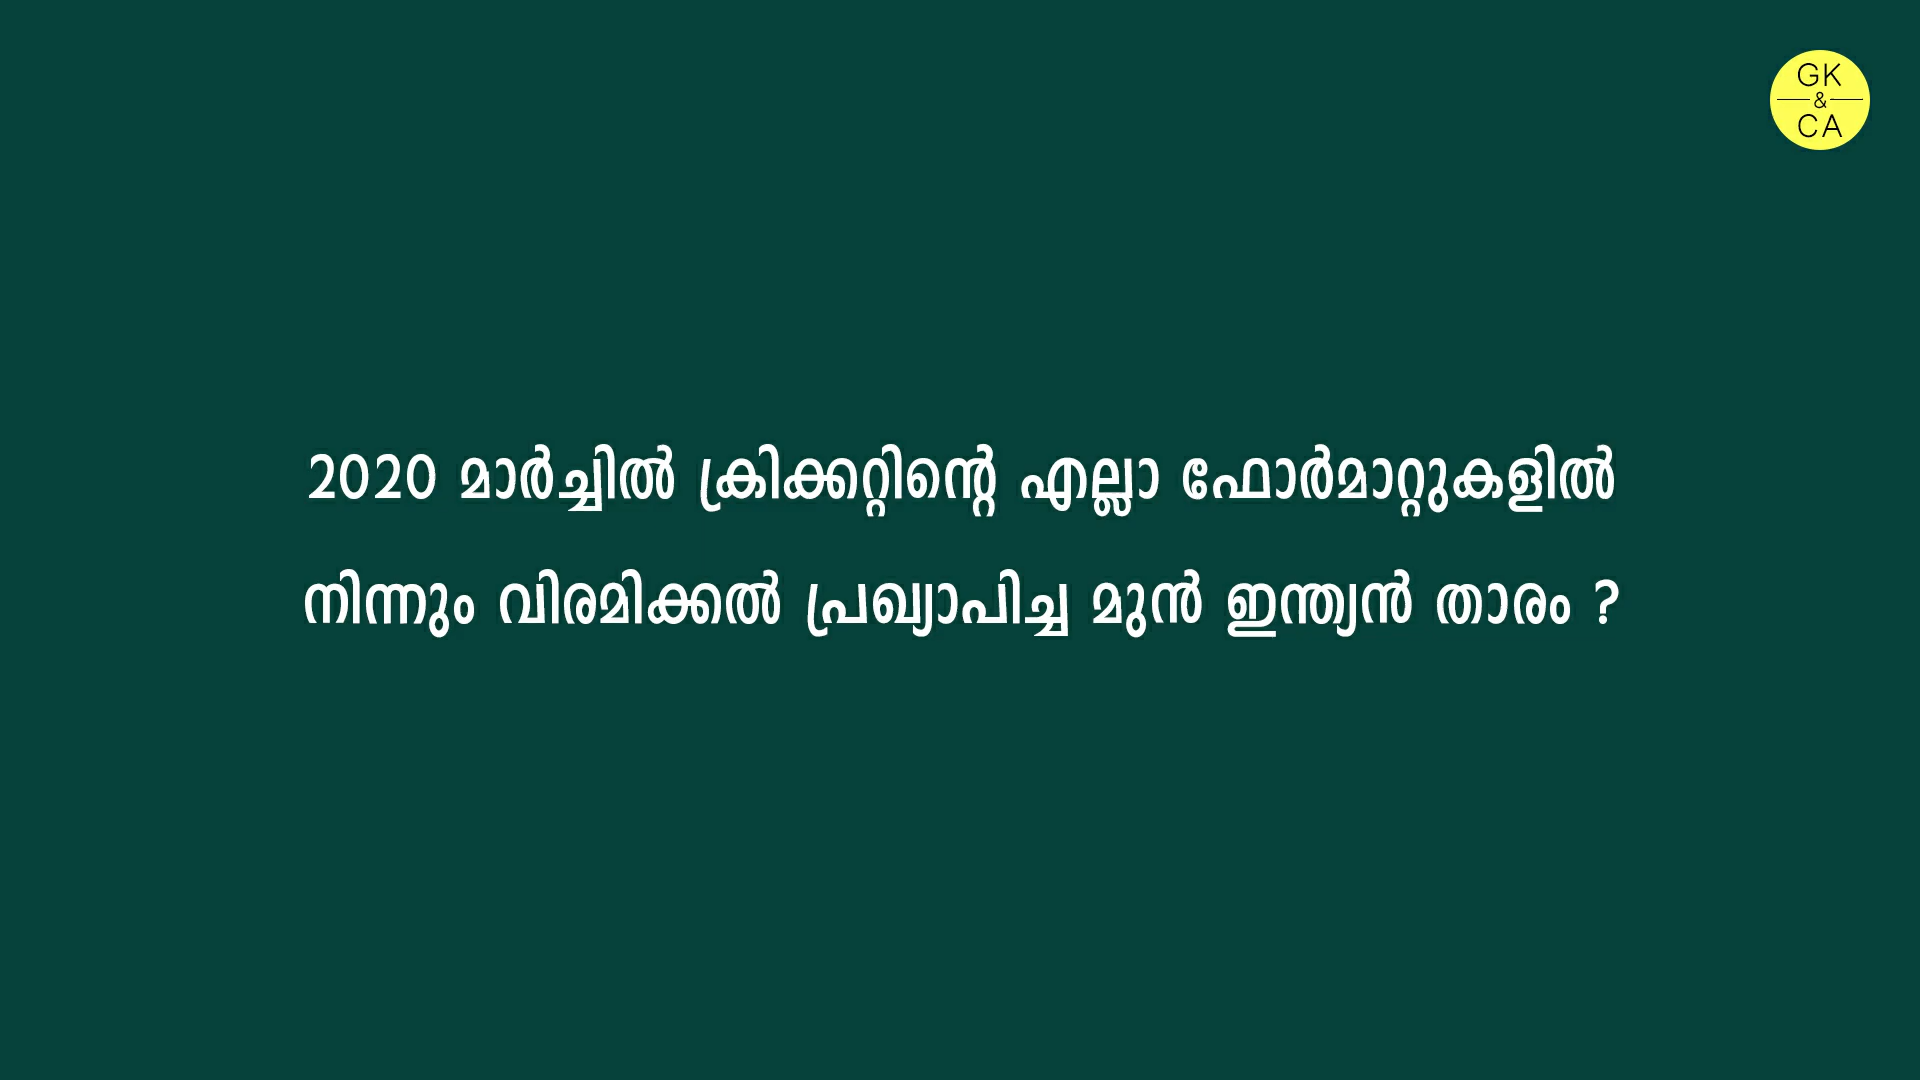 GK
&
CA
2020 മാർച്ചിൽ ക്രിക്കറ്റിന്റെ എല്ലാ ഫോർമാറ്റുകളിൽ
നിന്നും വിരമിക്കൽ പ്രഖ്യാപിച്ച മുൻ ഇന്ത്യൻ താരം ?